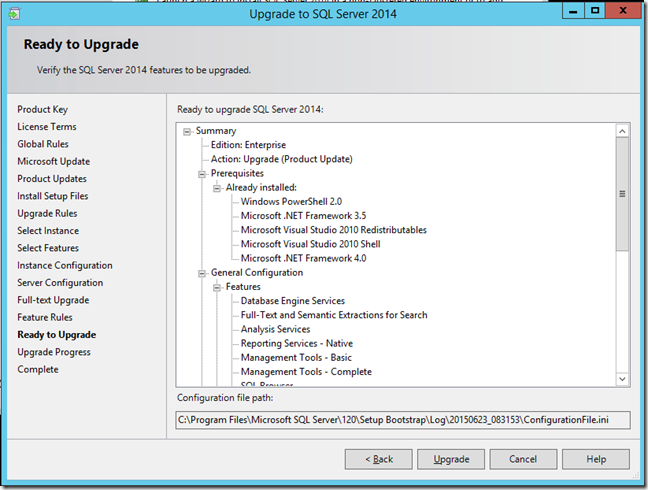 Upgrade to SQL Server 2014
Ready to Upgrade
Verify the SQL Server 2014 features to be upgraded.
Product Key
License Terms
Global Rules
Microsoft Update
Product Updates
Install Setup Files
Upgrade Rules
Select Instance
Select Features
Instance Configuration
Server Configuration
Full-text Upgrade
Feature Rules
Ready to Upgrade
Upgrade Progress
Complete
Ready to upgrade SQL Server 2014:
Summary
Edition: Enterprise
Action: Upgrade (Product Update)
Prerequisites
Already installed:
Windows PowerShell 2.0
Microsoft .NET Framework 3.5
Microsoft Visual Studio 2010 Redistributables
Microsoft Visual Studio 2010 Shell
Microsoft .NET Framework 4.0
General Configuration
Features
Database Engine Services
Full-Text and Semantic Extractions for Search
Analysis Services
Reporting Services - Native
Management Tools - Basic
Management Tools - Complete
SQL Browser
Configuration file path:
C:\Program Files\Microsoft SQL Server\120\Setup Bootstrap\Log\20150623_083153\ConfigurationFile.ini
< Back
Upgrade
Cancel
Help